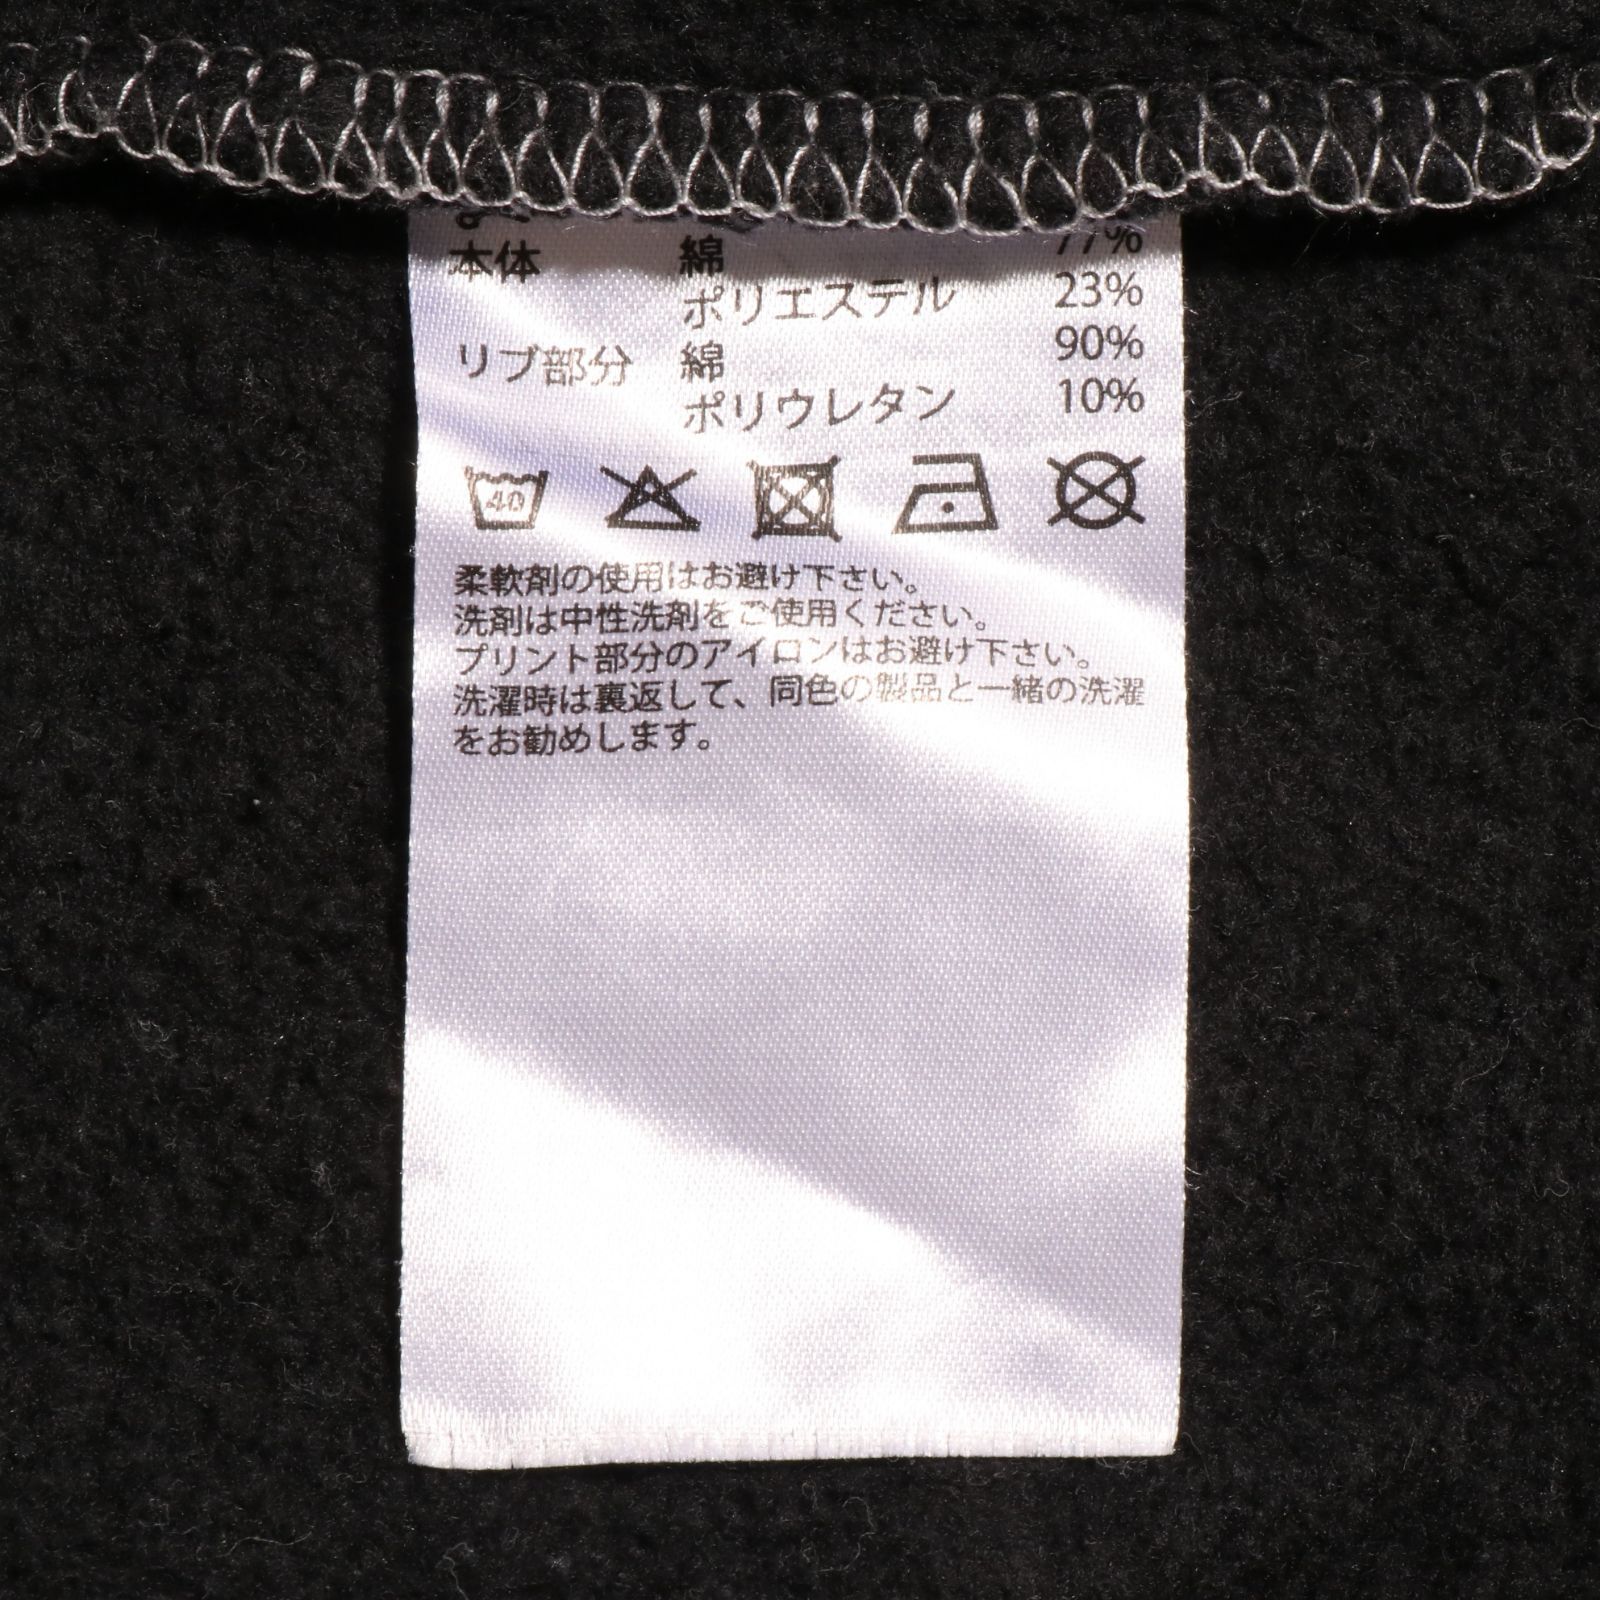 本体 綿 77%
ポリエステル 23%
リブ部分 綿 90%
ポリウレタン 10%
40
柔軟剤の使用はお避け下さい。
洗剤は中性洗剤をご使用ください。
プリント部分のアイロンはお避け下さい。
洗濯時は裏返して、同色の製品と一緒の洗濯
をお勧めします。